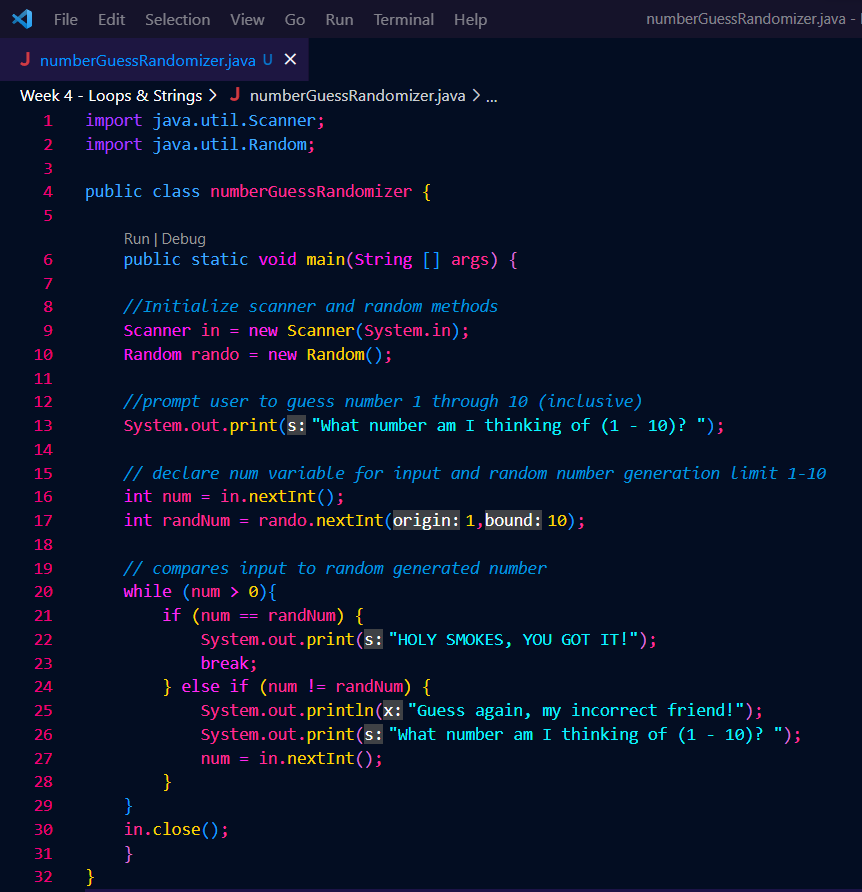 File Edit Selection View Go Run Terminal Help numberGuessRandomizer.java -
J numberGuessRandomizer.java U ✕
Week 4 - Loops & Strings > J numberGuessRandomizer.java > ...
1 import java.util.Scanner;
2 import java.util.Random;
3
4 public class numberGuessRandomizer {
5
Run | Debug
6 public static void main(String [] args) {
7
8 //Initialize scanner and random methods
9 Scanner in = new Scanner(System.in);
10 Random rando = new Random();
11
12 //prompt user to guess number 1 through 10 (inclusive)
13 System.out.print(s: "What number am I thinking of (1 - 10)? ");
14
15 // declare num variable for input and random number generation limit 1-10
16 int num = in.nextInt();
17 int randNum = rando.nextInt(origin: 1,bound: 10);
18
19 // compares input to random generated number
20 while (num > 0){
21 if (num == randNum) {
22 System.out.print(s: "HOLY SMOKES, YOU GOT IT!");
23 break;
24 } else if (num != randNum) {
25 System.out.println(x: "Guess again, my incorrect friend!");
26 System.out.print(s: "What number am I thinking of (1 - 10)? ");
27 num = in.nextInt();
28 }
29 }
30 in.close();
31 }
32 }